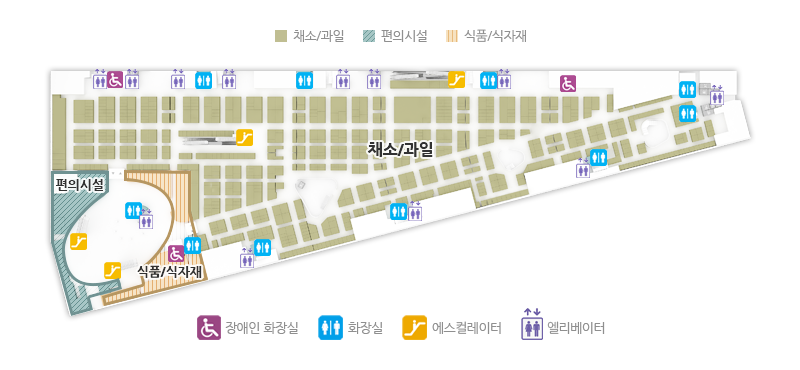 채소/과일 편의시설 식품/식자재
채소/과일
편의시설
식품/식자재
장애인 화장실 화장실 에스컬레이터 엘리베이터